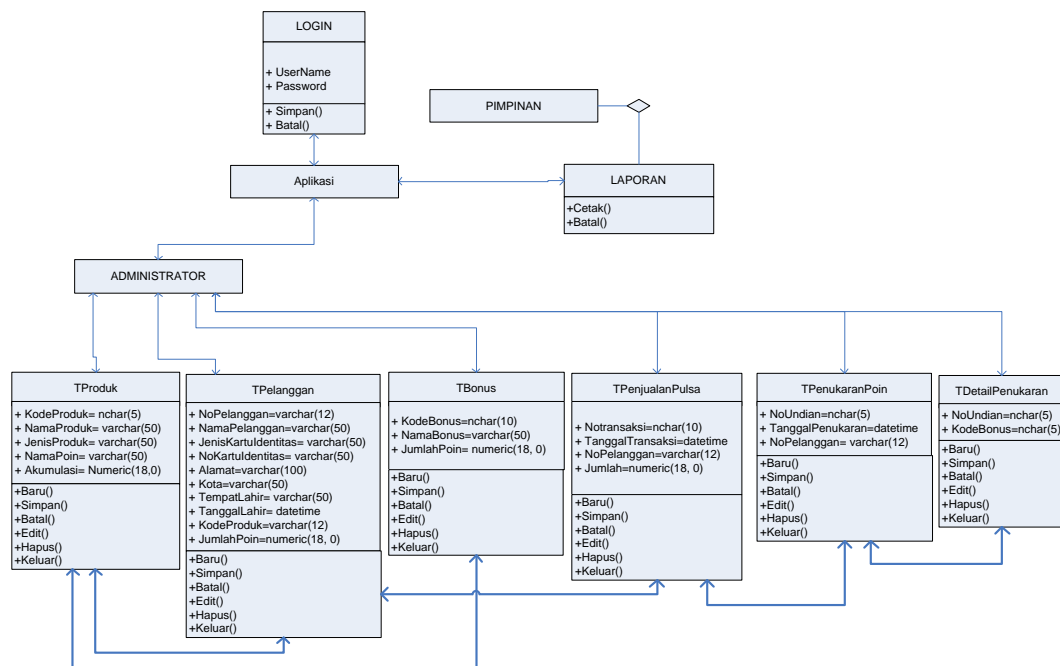 LOGIN
+ UserName
+ Password
+ Simpan()
+ Batal()
PIMPINAN
Aplikasi
LAPORAN
+Cetak()
+Batal()
ADMINISTRATOR
TProduk
+ KodeProduk= nchar(5)
+ NamaProduk= varchar(50)
+ JenisProduk= varchar(50)
+ NamaPoin= varchar(50)
+ Akumulasi= Numeric(18,0)
+Baru()
+Simpan()
+Batal()
+Edit()
+Hapus()
+Keluar()
TPelanggan
+ NoPelanggan=varchar(12)
+ NamaPelanggan=varchar(50)
+ JenisKartuIdentitas= varchar(50)
+ NoKartuIdentitas= varchar(50)
+ Alamat=varchar(100)
+ Kota=varchar(50)
+ TempatLahir= varchar(50)
+ TanggalLahir= datetime
+ KodeProduk=varchar(12)
+ JumlahPoin=numeric(18, 0)
+Baru()
+Simpan()
+Batal()
+Edit()
+Hapus()
+Keluar()
TBonus
+ KodeBonus=nchar(10)
+ NamaBonus=varchar(50)
+ JumlahPoin= numeric(18, 0)
+Baru()
+Simpan()
+Batal()
+Edit()
+Hapus()
+Keluar()
TPenjualanPulsa
+ Notransaksi=nchar(10)
+ TanggalTransaksi=datetime
+ NoPelanggan=varchar(12)
+ Jumlah=numeric(18, 0)
+Baru()
+Simpan()
+Batal()
+Edit()
+Hapus()
+Keluar()
TPenukaranPoin
+ NoUndian=nchar(5)
+ TanggalPenukaran=datetime
+ NoPelanggan= varchar(12)
+Baru()
+Simpan()
+Batal()
+Edit()
+Hapus()
+Keluar()
TDetailPenukaran
+ NoUndian=nchar(5)
+ KodeBonus=nchar(5)
+Baru()
+Simpan()
+Batal()
+Edit()
+Hapus()
+Keluar()